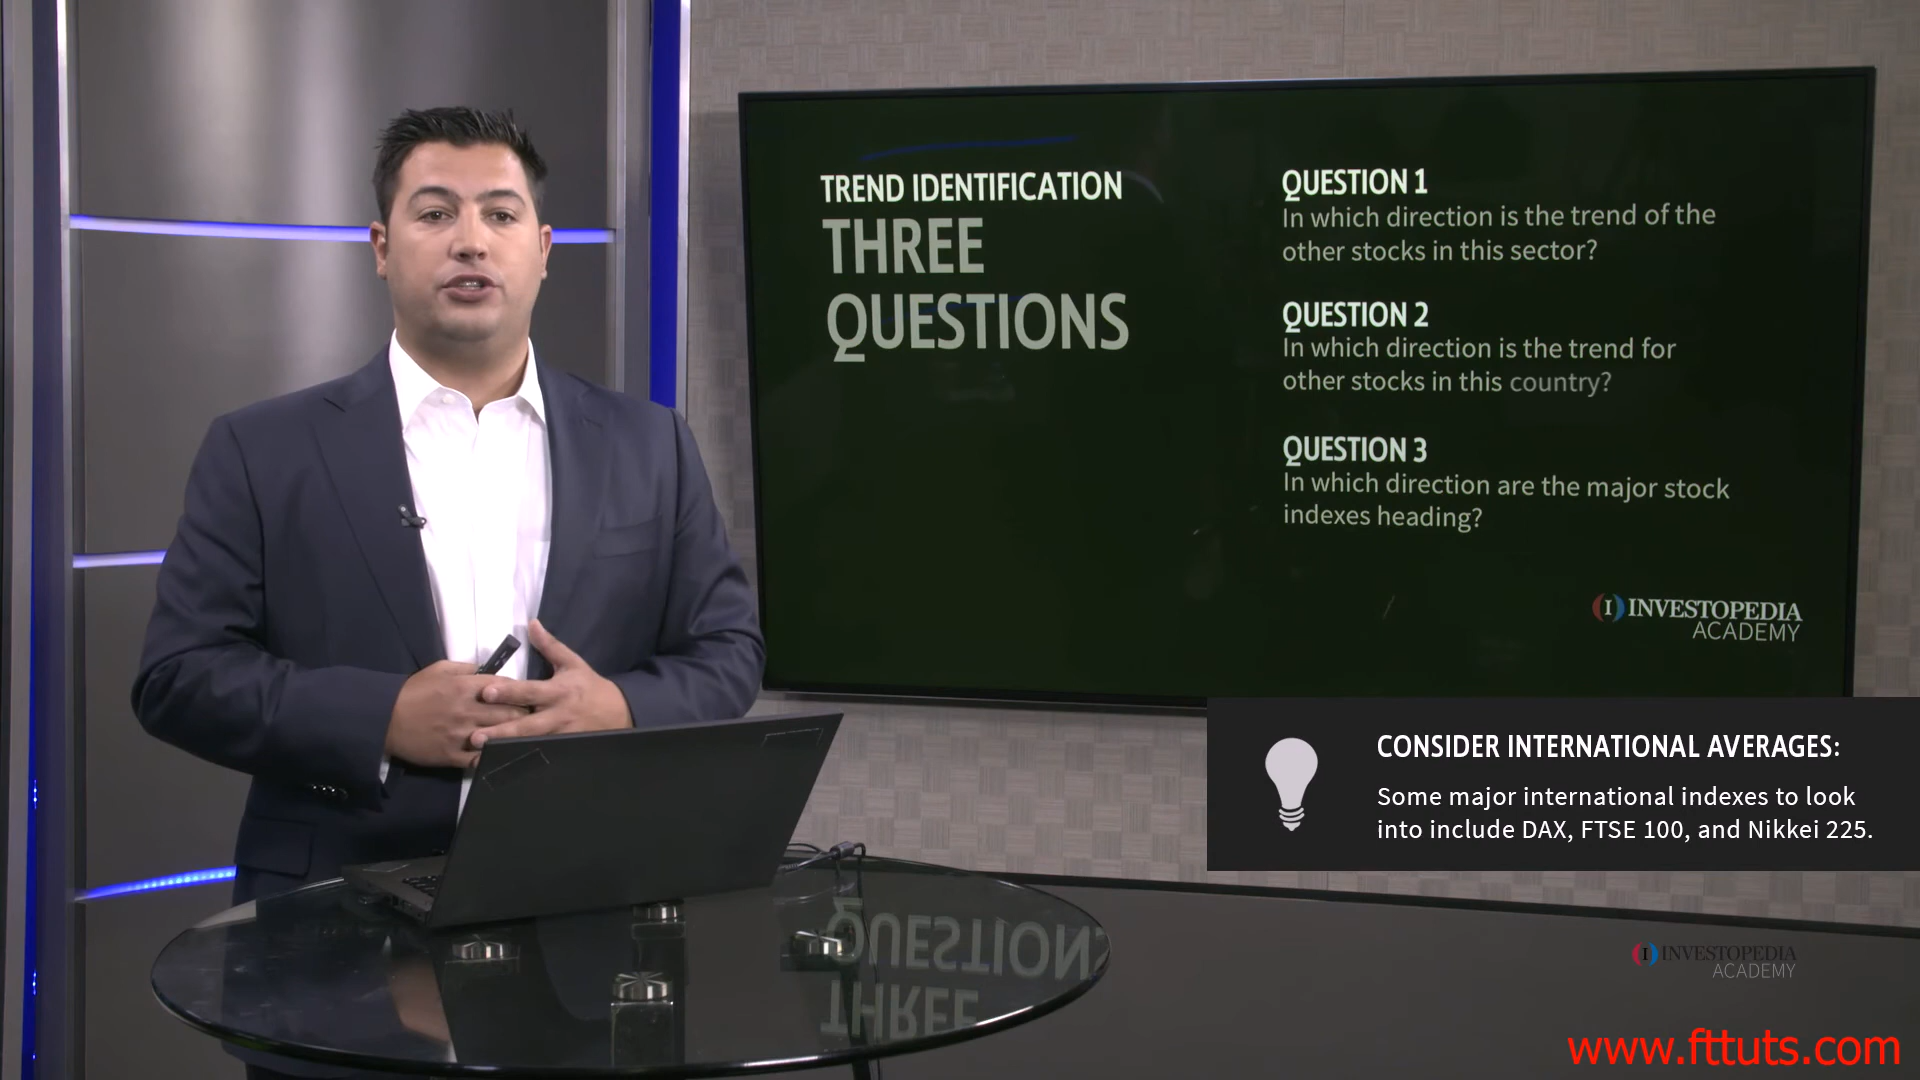 TREND IDENTIFICATION
THREE
QUESTIONS
QUESTION 1
In which direction is the trend of the
other stocks in this sector?
QUESTION 2
In which direction is the trend for
other stocks in this country?
QUESTION 3
In which direction are the major stock
indexes heading?
INVESTOPEDIA
ACADEMY
CONSIDER INTERNATIONAL AVERAGES:
Some major international indexes to look
into include DAX, FTSE 100, and Nikkei 225.
QUESTIONS
THREE
INVESTOPEDIA
ACADEMY
www.fttuts.com